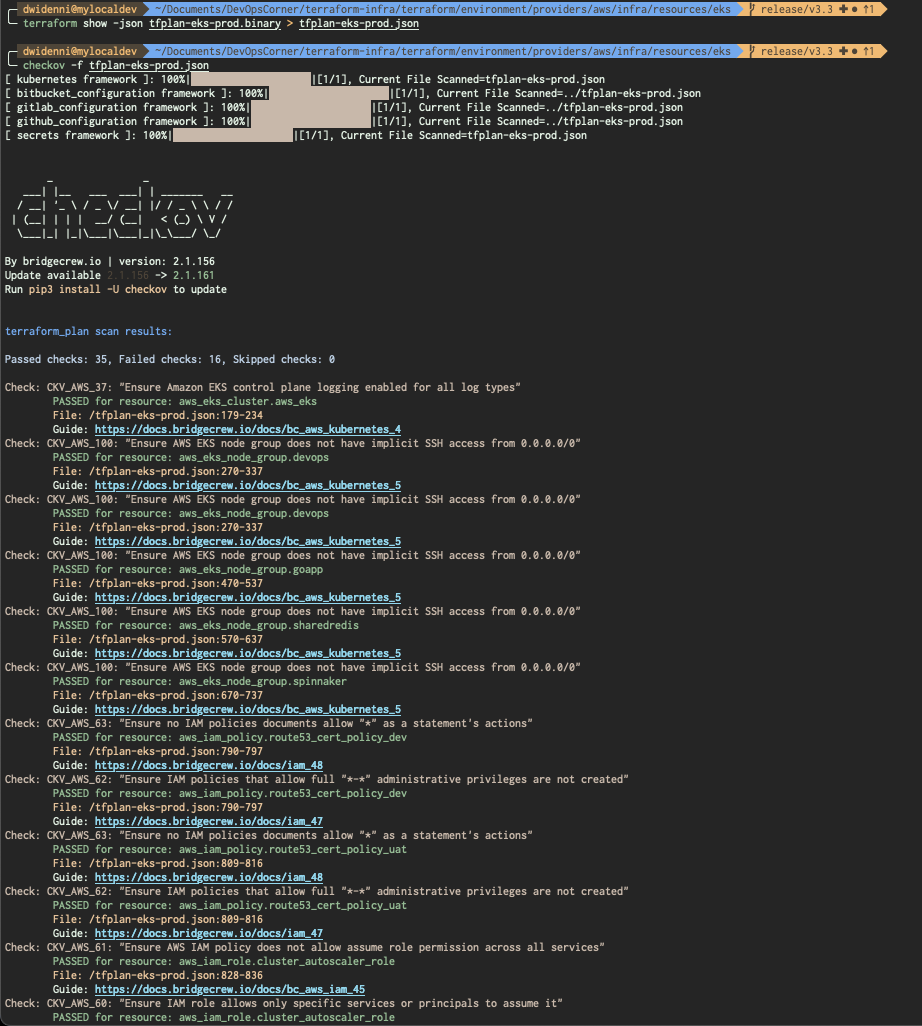 dwidenni@mylocaldev ~/Documents/DevOpsCorner/terraform-infra/terraform/environment/providers/aws/infra/resources/eks release/v3.3 ✚ ● ↑1
terraform show -json tfplan-eks-prod.binary > tfplan-eks-prod.json
dwidenni@mylocaldev ~/Documents/DevOpsCorner/terraform-infra/terraform/environment/providers/aws/infra/resources/eks release/v3.3 ✚ ● ↑1
checkov -f tfplan-eks-prod.json
[ kubernetes framework ]: 100%|████████████████████|[1/1], Current File Scanned=tfplan-eks-prod.json
[ bitbucket_configuration framework ]: 100%|████████████████████|[1/1], Current File Scanned=../tfplan-eks-prod.json
[ gitlab_configuration framework ]: 100%|████████████████████|[1/1], Current File Scanned=../tfplan-eks-prod.json
[ github_configuration framework ]: 100%|████████████████████|[1/1], Current File Scanned=../tfplan-eks-prod.json
[ secrets framework ]: 100%|████████████████████|[1/1], Current File Scanned=tfplan-eks-prod.json
checkov
By bridgecrew.io | version: 2.1.156
Update available 2.1.156 -> 2.1.161
Run pip3 install -U checkov to update
terraform_plan scan results:
Passed checks: 35, Failed checks: 16, Skipped checks: 0
Check: CKV_AWS_37: "Ensure Amazon EKS control plane logging enabled for all log types"
PASSED for resource: aws_eks_cluster.aws_eks
File: /tfplan-eks-prod.json:179-234
Guide: https://docs.bridgecrew.io/docs/bc_aws_kubernetes_4
Check: CKV_AWS_100: "Ensure AWS EKS node group does not have implicit SSH access from 0.0.0.0/0"
PASSED for resource: aws_eks_node_group.devops
File: /tfplan-eks-prod.json:270-337
Guide: https://docs.bridgecrew.io/docs/bc_aws_kubernetes_5
Check: CKV_AWS_100: "Ensure AWS EKS node group does not have implicit SSH access from 0.0.0.0/0"
PASSED for resource: aws_eks_node_group.devops
File: /tfplan-eks-prod.json:270-337
Guide: https://docs.bridgecrew.io/docs/bc_aws_kubernetes_5
Check: CKV_AWS_100: "Ensure AWS EKS node group does not have implicit SSH access from 0.0.0.0/0"
PASSED for resource: aws_eks_node_group.goapp
File: /tfplan-eks-prod.json:470-537
Guide: https://docs.bridgecrew.io/docs/bc_aws_kubernetes_5
Check: CKV_AWS_100: "Ensure AWS EKS node group does not have implicit SSH access from 0.0.0.0/0"
PASSED for resource: aws_eks_node_group.sharedredis
File: /tfplan-eks-prod.json:570-637
Guide: https://docs.bridgecrew.io/docs/bc_aws_kubernetes_5
Check: CKV_AWS_100: "Ensure AWS EKS node group does not have implicit SSH access from 0.0.0.0/0"
PASSED for resource: aws_eks_node_group.spinnaker
File: /tfplan-eks-prod.json:670-737
Guide: https://docs.bridgecrew.io/docs/bc_aws_kubernetes_5
Check: CKV_AWS_63: "Ensure no IAM policies documents allow "*" as a statement's actions"
PASSED for resource: aws_iam_policy.route53_cert_policy_dev
File: /tfplan-eks-prod.json:790-797
Guide: https://docs.bridgecrew.io/docs/iam_48
Check: CKV_AWS_62: "Ensure IAM policies that allow full "*-*" administrative privileges are not created"
PASSED for resource: aws_iam_policy.route53_cert_policy_dev
File: /tfplan-eks-prod.json:790-797
Guide: https://docs.bridgecrew.io/docs/iam_47
Check: CKV_AWS_63: "Ensure no IAM policies documents allow "*" as a statement's actions"
PASSED for resource: aws_iam_policy.route53_cert_policy_uat
File: /tfplan-eks-prod.json:809-816
Guide: https://docs.bridgecrew.io/docs/iam_48
Check: CKV_AWS_62: "Ensure IAM policies that allow full "*-*" administrative privileges are not created"
PASSED for resource: aws_iam_policy.route53_cert_policy_uat
File: /tfplan-eks-prod.json:809-816
Guide: https://docs.bridgecrew.io/docs/iam_47
Check: CKV_AWS_61: "Ensure AWS IAM policy does not allow assume role permission across all services"
PASSED for resource: aws_iam_role.cluster_autoscaler_role
File: /tfplan-eks-prod.json:828-836
Guide: https://docs.bridgecrew.io/docs/bc_aws_iam_45
Check: CKV_AWS_60: "Ensure IAM role allows only specific services or principals to assume it"
PASSED for resource: aws_iam_role.cluster_autoscaler_role